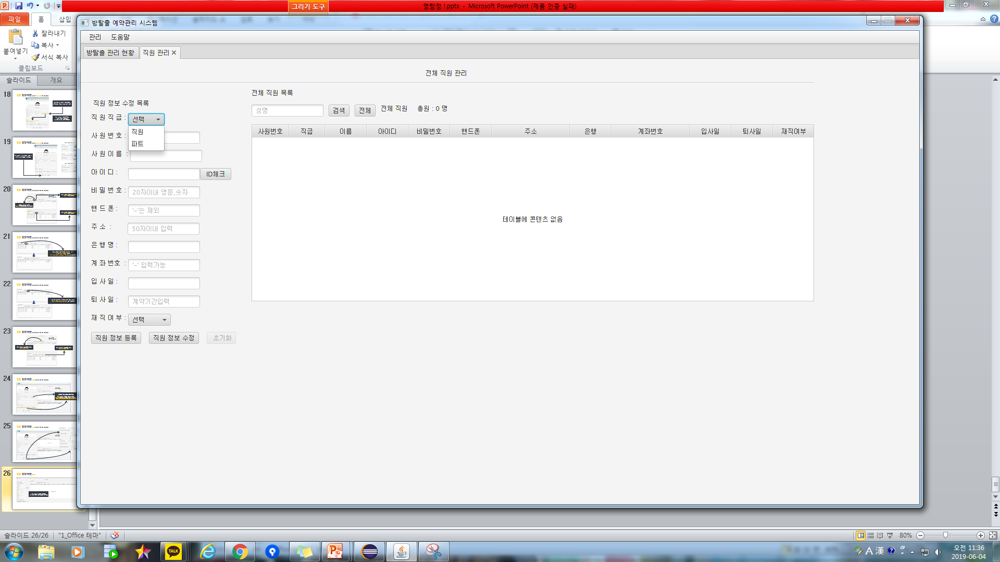 그리기 도구
명탐정 !.pptx - Microsoft PowerPoint (제품 인증 실패)
파일 홈 삽입
붙여넣기
잘라내기
복사
서식 복사
클립보드
슬라이드 개요
18
19
20
21
22
23
24
25
26
방탈출 예약관리 시스템
관리 도움말
방탈출 관리 현황 직원 관리
전체 직원 관리
직원 정보 수정 목록
직 원 직 급 : 선택
직원
파트
사 원 번 호 :
사 원 이 름 :
아 이 디 : ID체크
비 밀 번 호 : 20자이내 영문,숫자
핸 드 폰 : '-'는 제외
주 소 : 50자이내 입력
은 행 명 :
계 좌 번호 : '-' 입력가능
입 사 일 :
퇴 사 일 : 계약기간입력
재 직 여 부 : 선택
직원 정보 등록 직원 정보 수정 초기화
전체 직원 목록
성명 검색 전체 전체 직원 총원 : 0 명
사원번호 직급 이름 아이디 비밀번호 핸드폰 주소 은행 계좌번호 입사일 퇴사일 재직여부
테이블에 콘텐츠 없음
슬라이드 26/26 "1_Office 테마" 80%
TALK
A 漢
오전 11:36
2019-06-04